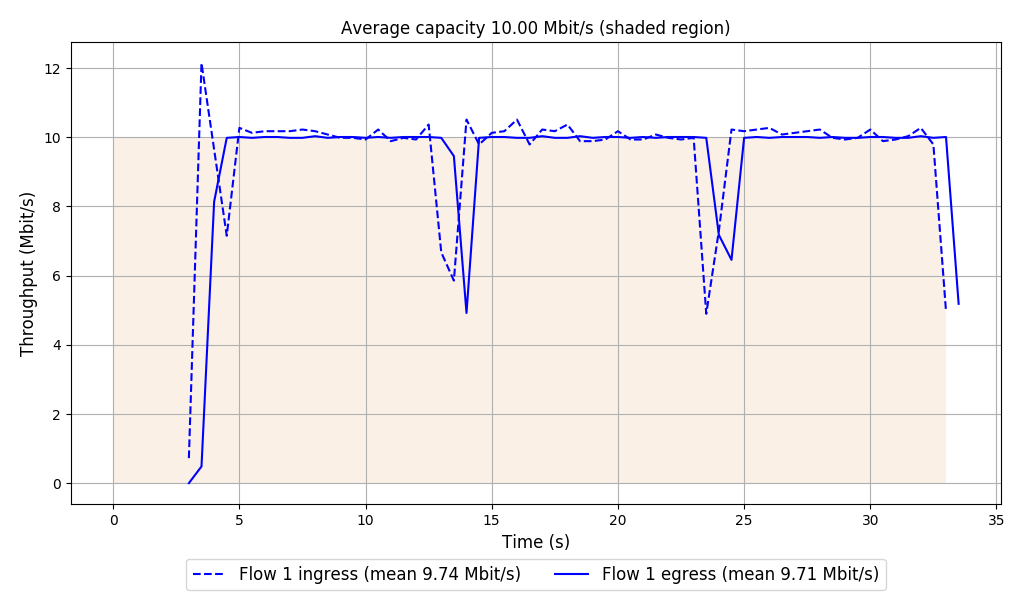 Average capacity 10.00 Mbit/s (shaded region)
12
10
8
6
4
2
0
Throughput (Mbit/s)
0 5 10 15 20 25 30 35
Time (s)
Flow 1 ingress (mean 9.74 Mbit/s) Flow 1 egress (mean 9.71 Mbit/s)